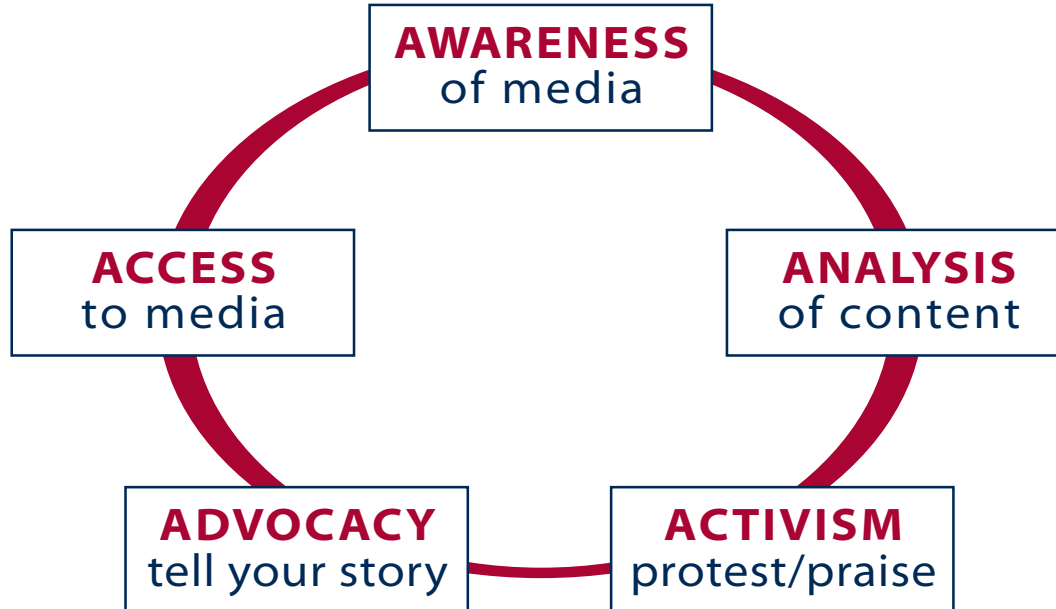 AWARENESS
of media
ANALYSIS
of content
ACTIVISM
protest/praise
ADVOCACY
tell your story
ACCESS
to media